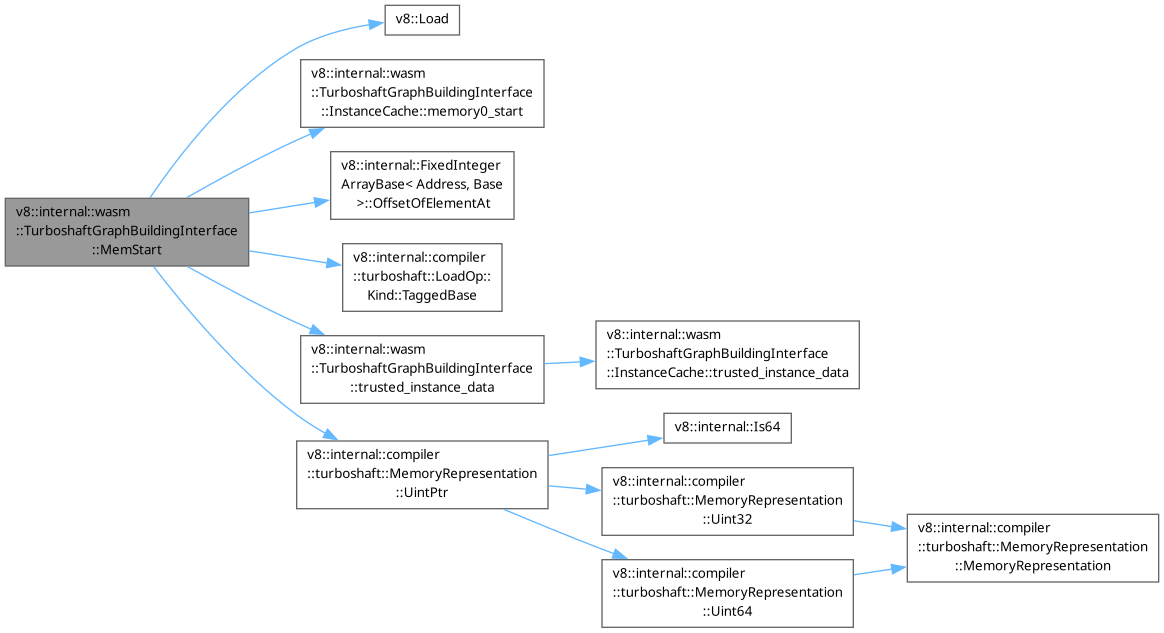 v8::Load
v8::internal::wasm
::TurboshaftGraphBuildingInterface
::InstanceCache::memory0_start
v8::internal::FixedInteger
ArrayBase< Address, Base
>::OffsetOfElementAt
v8::internal::wasm
::TurboshaftGraphBuildingInterface
::MemStart
v8::internal::compiler
::turboshaft::LoadOp::
Kind::TaggedBase
v8::internal::wasm
::TurboshaftGraphBuildingInterface
::trusted_instance_data
v8::internal::wasm
::TurboshaftGraphBuildingInterface
::InstanceCache::trusted_instance_data
v8::internal::compiler
::turboshaft::MemoryRepresentation
::UintPtr
v8::internal::Is64
v8::internal::compiler
::turboshaft::MemoryRepresentation
::Uint32
v8::internal::compiler
::turboshaft::MemoryRepresentation
::MemoryRepresentation
v8::internal::compiler
::turboshaft::MemoryRepresentation
::Uint64